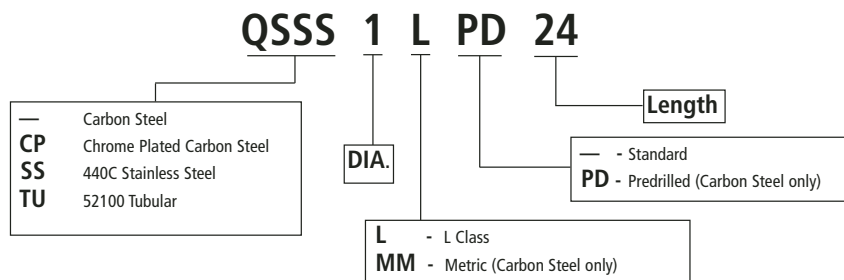 QSSS 1 L PD 24
— Carbon Steel
CP Chrome Plated Carbon Steel
SS 440C Stainless Steel
TU 52100 Tubular
DIA.
Length
— - Standard
PD - Predrilled (Carbon Steel only)
L - L Class
MM - Metric (Carbon Steel only)